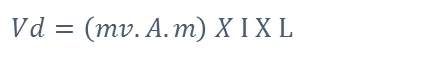 Vd = (mv. A. m) X I X L